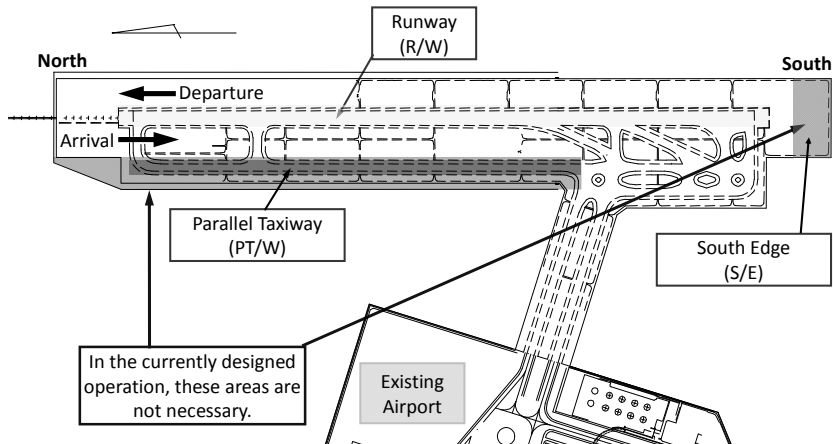 Runway
(R/W)
North
South
Departure
Arrival
Parallel Taxiway
(PT/W)
South Edge
(S/E)
In the currently designed
operation, these areas are
not necessary.
Existing
Airport